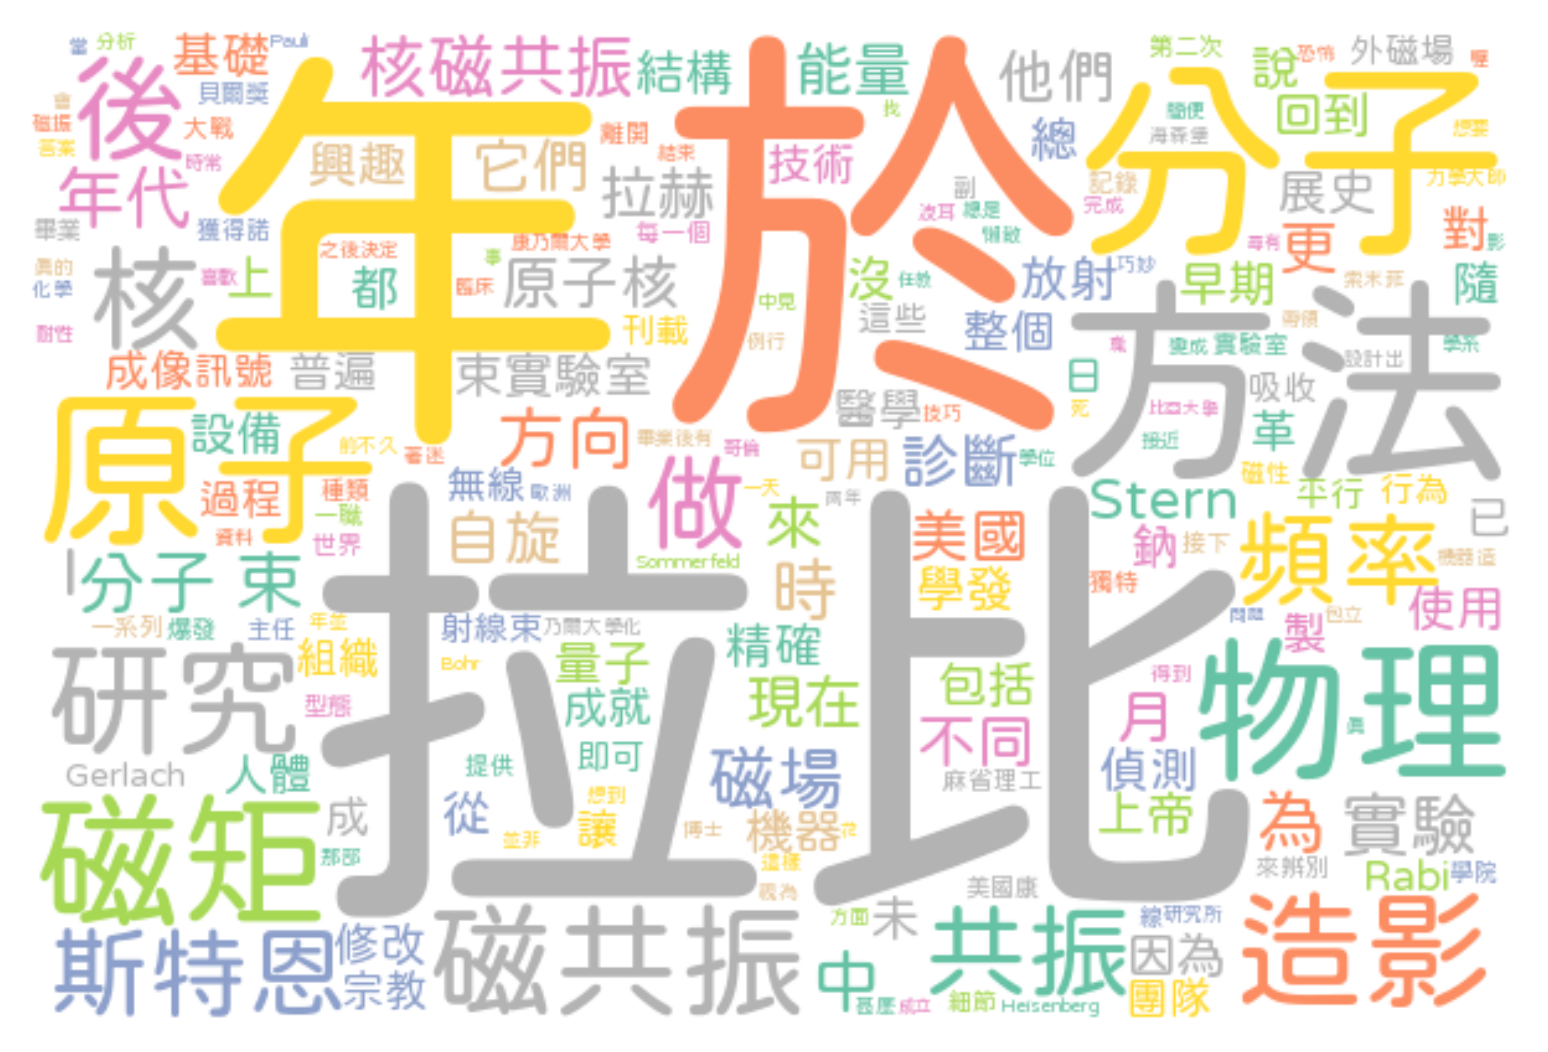 當 分析 Pauli
基礎
核磁共振
結構
能量
他們
第二次
說
恐怖
外磁場
後
貝爾獎
年
於
分子
會
磁振
答案
大戰
時常
年代
興趣
它們
離開
結束
拉赫
技術
找
總
簡便
海森堡
回到
想要
記錄
力學大師
展史
畢業
獲得諾
之後決定
康乃爾大學
每一個
副
波耳
總是
懶散
完成
對
影
更
真的
化學
喜歡
上
都
事
臨床
原子核
中見
沒
任教
放射
巧妙
早期
索末菲
隨
核
耐性
刊載
例行
這些
整個
方法
成像訊號
普遍
束實驗室
醫學
技巧
日
死
變成
實驗室
設計出
學系
吸收
比亞大學
接近
革
原子
設備
前不久
著迷
方向
畢業後有
哥倫
可用
診斷
學位
過程
種類
一職
資料
世界
無線
歐洲
自旋
做
一天
兩年
來
美國
Stern
磁性
平行
行為
已
鈉
接下
頻率
機器造
分子 束
拉比
Sommerfeld
時
學發
獨特
使用
一系列
爆發
主任
年並
組織
射線束
乃爾大學化
Bohr
量子
精確
包括
問題
包立
製
得到
研究
型態
成就
現在
不同
月
物理
真
Gerlach
人體
提供
即可
磁場
麻省理工
偵測
磁矩
成
那部
從
想到
並非
讓
博士
機器
花
這樣
視為
上帝
為
實驗
來辨別
Rabi
學院
美國康
斯特恩
修改
宗教
磁共振
方面
未
中
甚麼
成立
共振
細節
Heisenberg
線
研究所
因為
團隊
造影